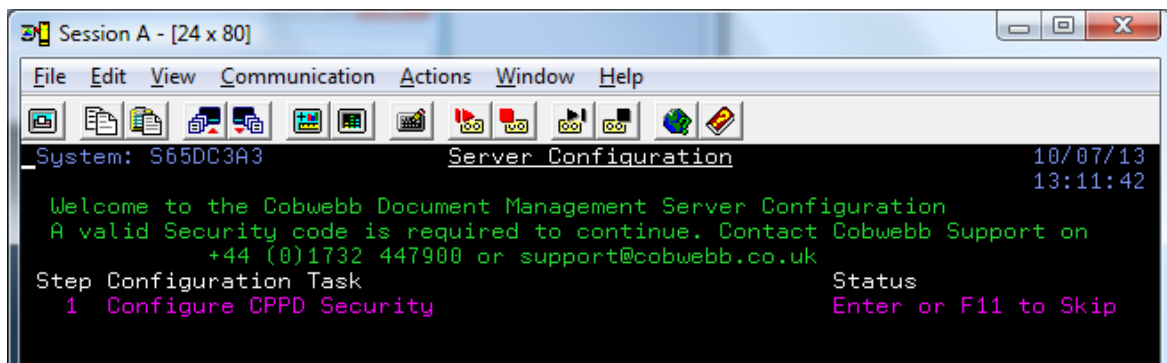 Session A - [24 x 80]
File Edit View Communication Actions Window Help
System: S65DC3A3 Server Configuration 10/07/13
13:11:42
Welcome to the Cobwebb Document Management Server Configuration
A valid Security code is required to continue. Contact Cobwebb Support on
+44 (0)1732 447900 or support@cobwebb.co.uk
Step Configuration Task Status
1 Configure CPPD Security Enter or F11 to Skip